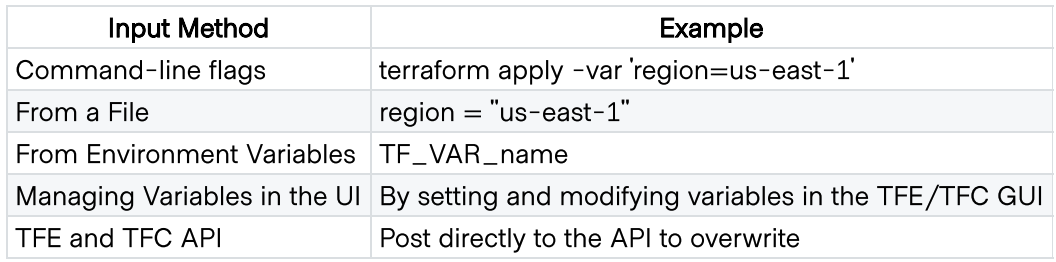 Input Method Example
Command-line flags terraform apply -var 'region=us-east-1'
From a File region = "us-east-1"
From Environment Variables TF_VAR_name
Managing Variables in the UI By setting and modifying variables in the TFE/TFC GUI
TFE and TFC API Post directly to the API to overwrite